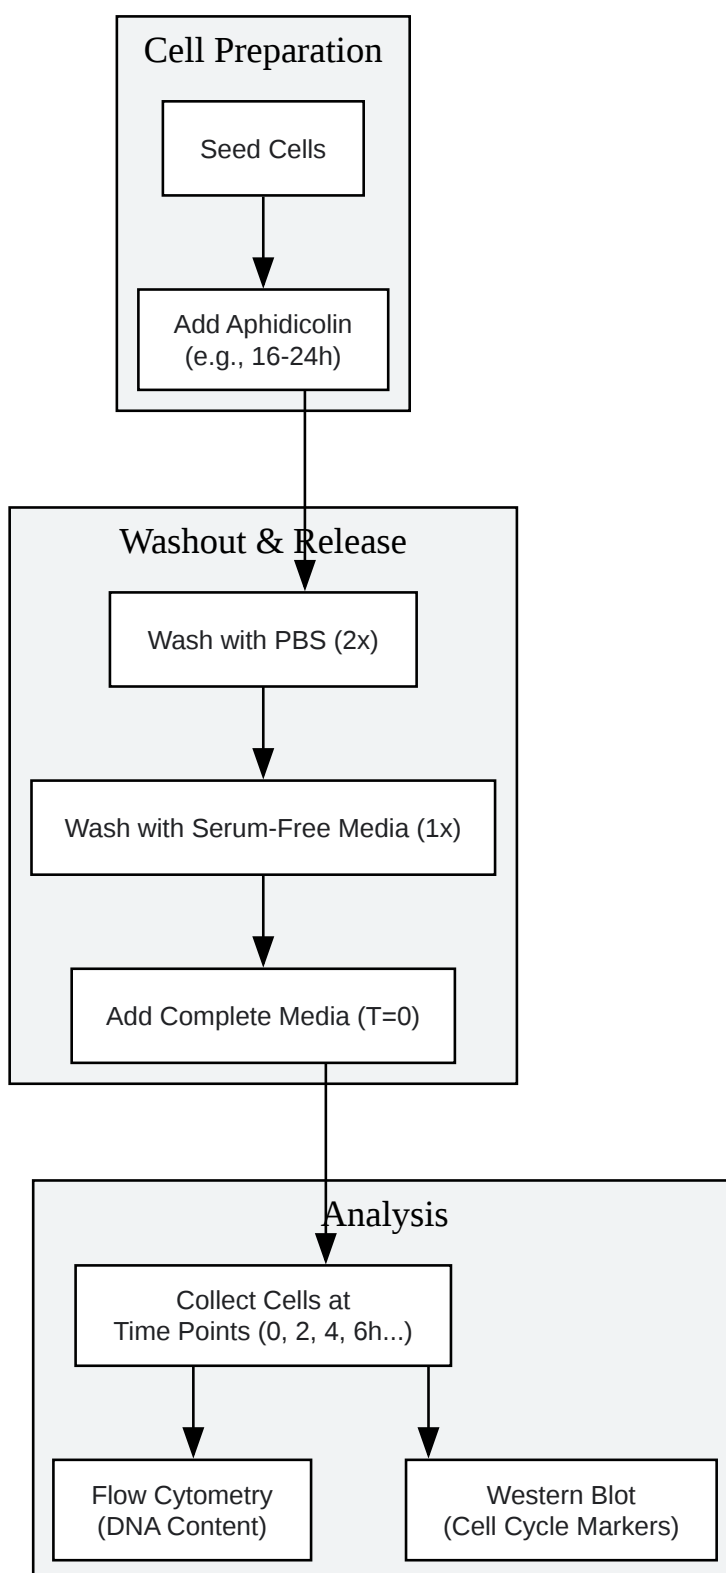 Cell Preparation
Seed Cells
Add Aphidicolin
(e.g., 16-24h)
Washout & Release
Wash with PBS (2x)
Wash with Serum-Free Media (1x)
Add Complete Media (T=0)
Analysis
Collect Cells at
Time Points (0, 2, 4, 6h...)
Flow Cytometry
(DNA Content)
Western Blot
(Cell Cycle Markers)